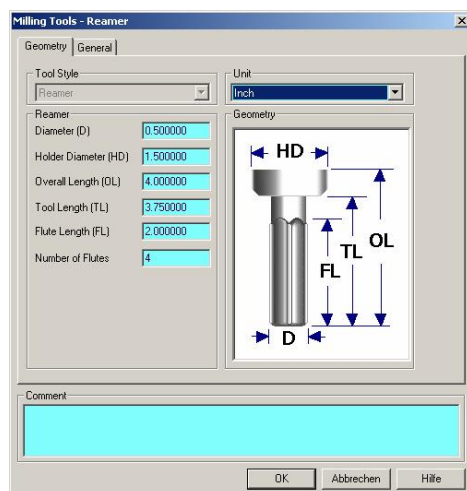 Milling Tools - Reamer
Geometry General
Tool Style
Reamer
Unit
Inch
Reamer
Diameter (D) 0.500000
Holder Diameter (HD) 1.500000
Overall Length (OL) 4.000000
Tool Length (TL) 3.750000
Flute Length (FL) 2.000000
Number of Flutes 4
Geometry
HD
OL
TL
FL
D
Comment
OK Abbrechen Hilfe